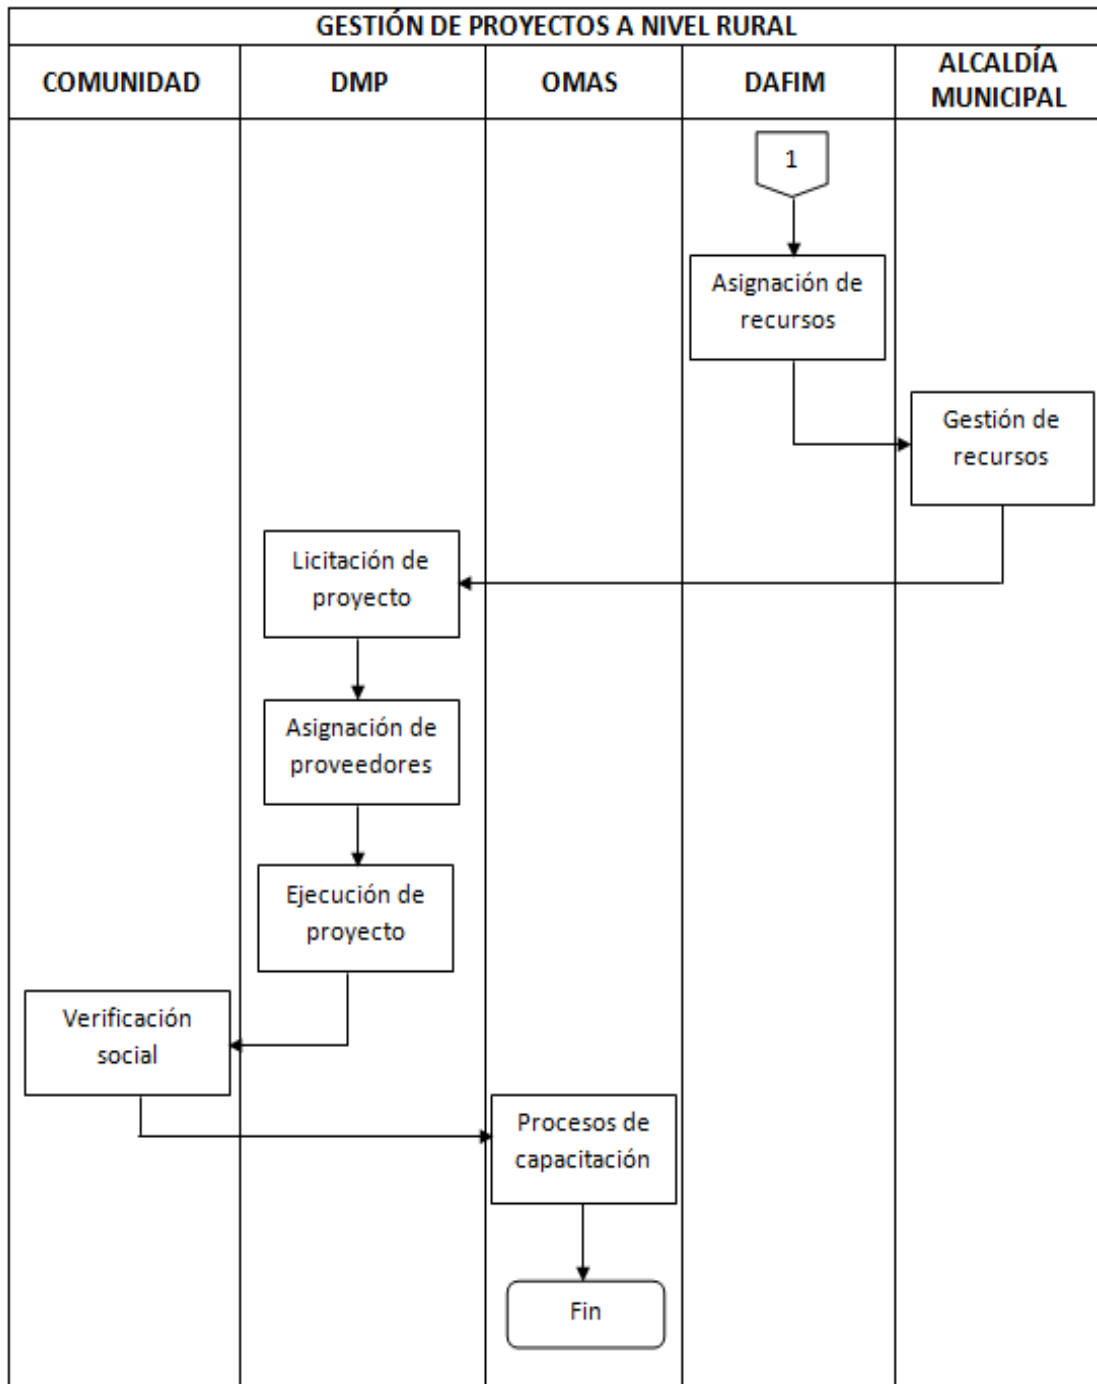 GESTIÓN DE PROYECTOS A NIVEL RURAL
COMUNIDAD
DMP
OMAS
DAFIM
ALCALDÍA
MUNICIPAL
1
Asignación de
recursos
Gestión de
recursos
Licitación de
proyecto
Asignación de
proveedores
Ejecución de
proyecto
Verificación
social
Procesos de
capacitación
Fin